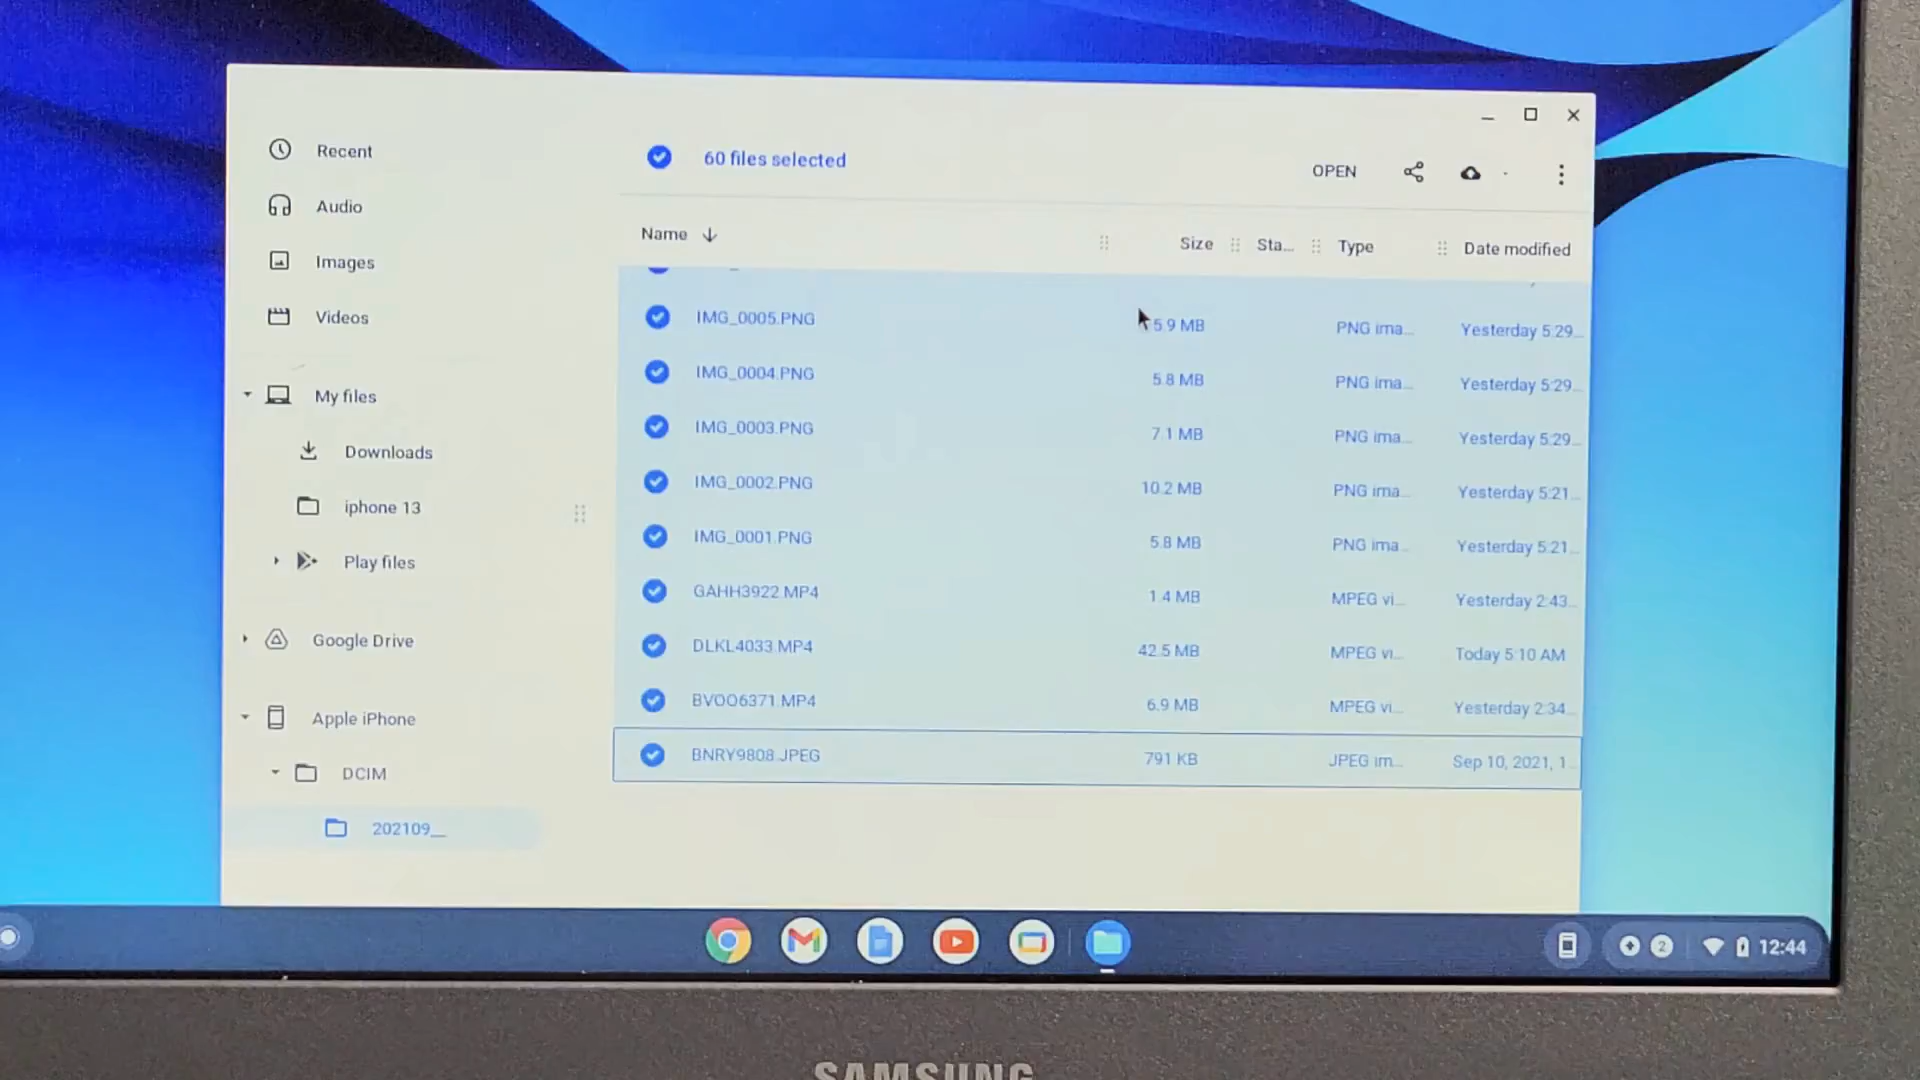 Recent
Audio
Images
Videos
My files
Downloads
iphone 13
Play files
Google Drive
Apple iPhone
DCIM
202109__
60 files selected
OPEN
Name Size Sta... Type Date modified
IMG_0005.PNG 5.9 MB PNG ima... Yesterday 5:29...
IMG_0004.PNG 5.8 MB PNG ima... Yesterday 5:29...
IMG_0003.PNG 7.1 MB PNG ima... Yesterday 5:29...
IMG_0002.PNG 10.2 MB PNG ima... Yesterday 5:21...
IMG_0001.PNG 5.8 MB PNG ima... Yesterday 5:21...
GAHH3922.MP4 1.4 MB MPEG vi... Yesterday 2:43...
DLKL4033.MP4 42.5 MB MPEG vi... Today 5:10 AM
BVOO6371.MP4 6.9 MB MPEG vi... Yesterday 2:34...
BNRY9808.JPEG 791 KB JPEG im... Sep 10, 2021, 1...
2 12:44
SAMSUNG